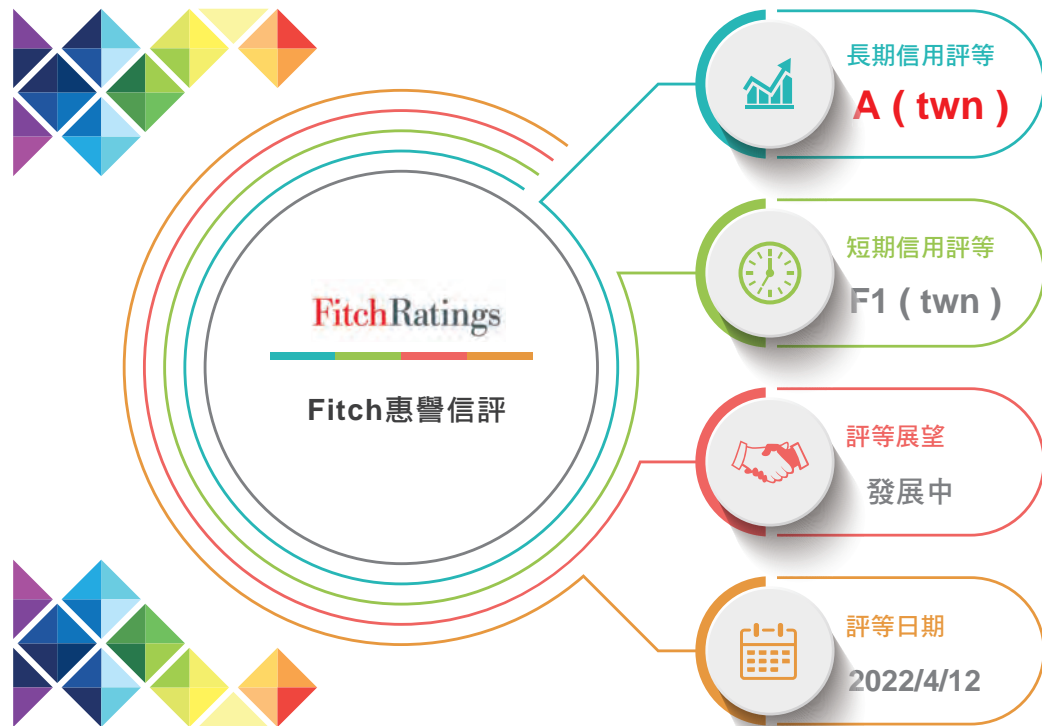 FitchRatings
Fitch惠譽信評
長期信用評等
A ( twn )
短期信用評等
F1 ( twn )
評等展望
發展中
評等日期
2022/4/12